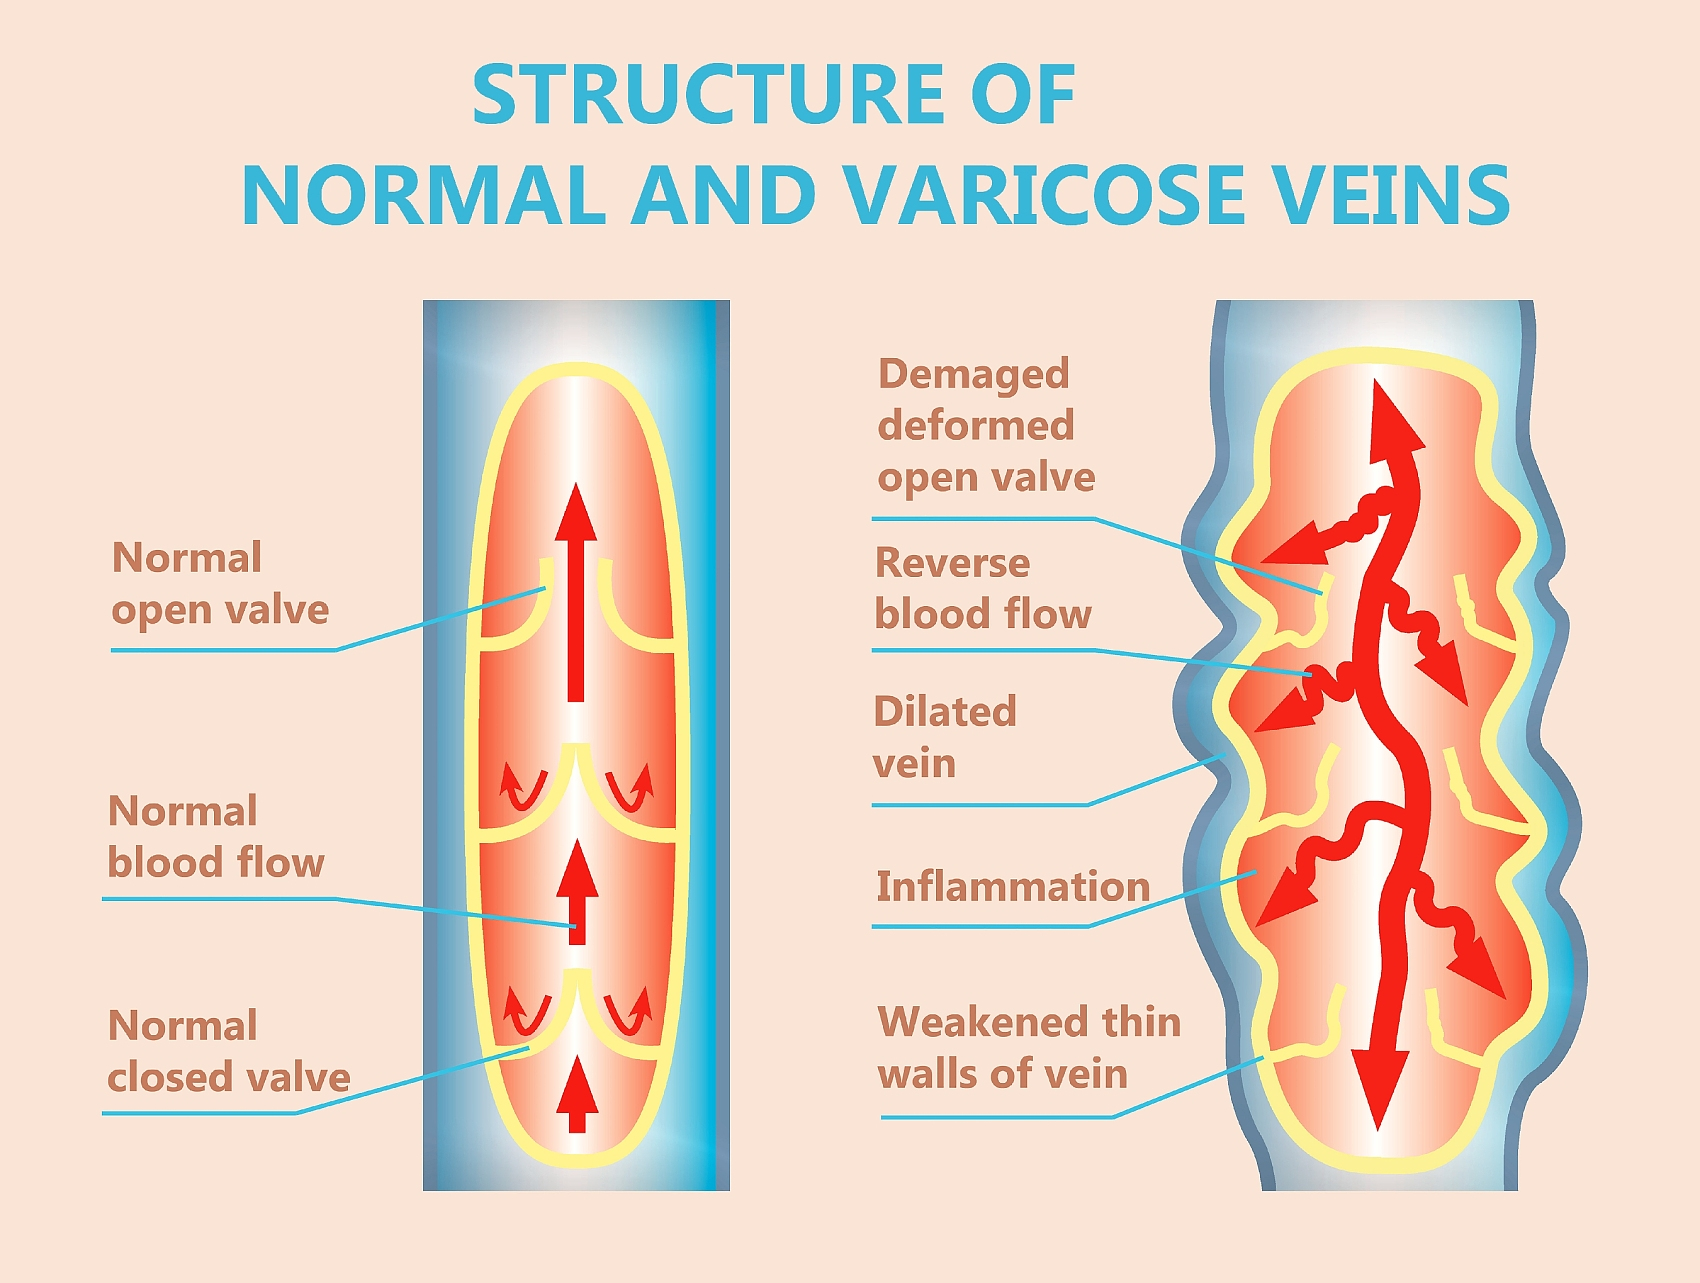 STRUCTURE OF
NORMAL AND VARICOSE VEINS
Normal
open valve
Normal
blood flow
Normal
closed valve
Demaged
deformed
open valve
Reverse
blood flow
Dilated
vein
Inflammation
Weakened thin
walls of vein